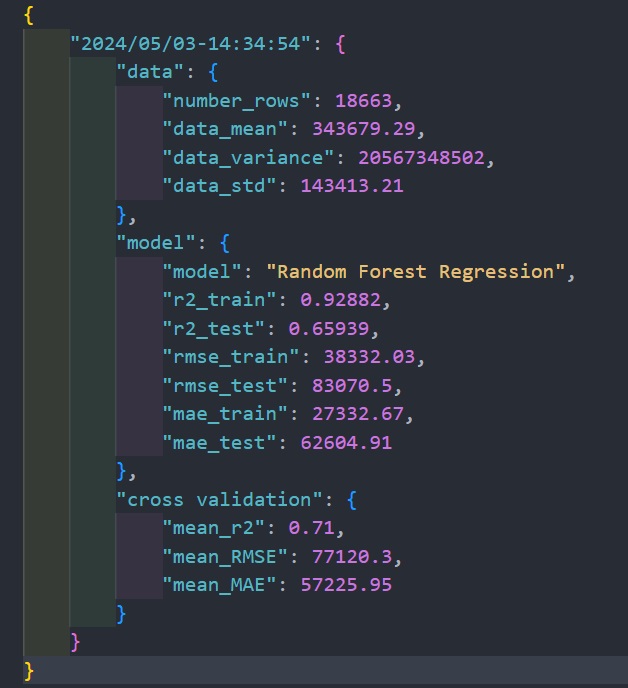 {
"2024/05/03-14:34:54": {
"data": {
"number_rows": 18663,
"data_mean": 343679.29,
"data_variance": 20567348502,
"data_std": 143413.21
},
"model": {
"model": "Random Forest Regression",
"r2_train": 0.92882,
"r2_test": 0.65939,
"rmse_train": 38332.03,
"rmse_test": 83070.5,
"mae_train": 27332.67,
"mae_test": 62604.91
},
"cross validation": {
"mean_r2": 0.71,
"mean_RMSE": 77120.3,
"mean_MAE": 57225.95
}
}
}